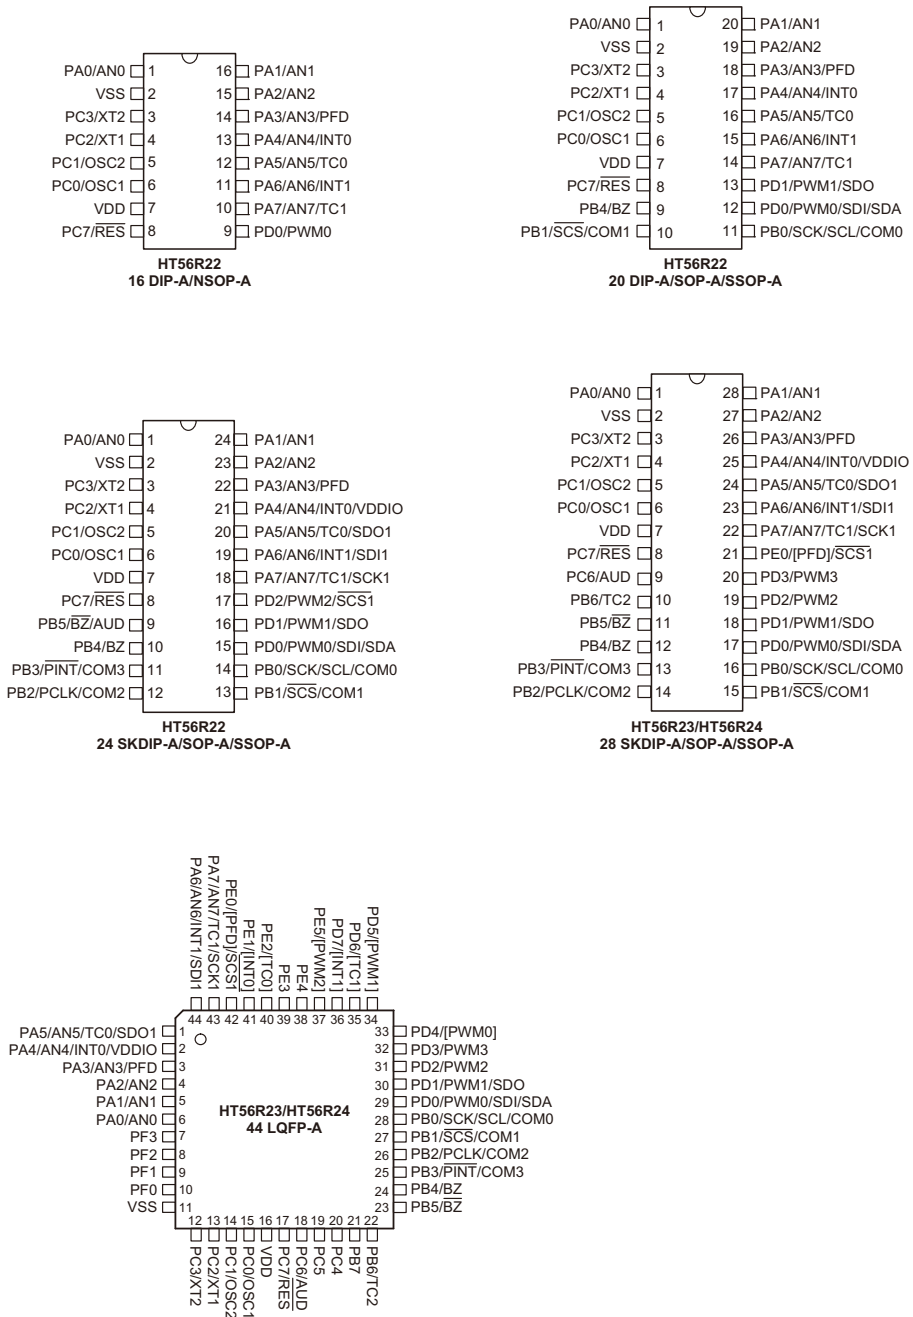 PA0/AN0 1 16 PA1/AN1
VSS 2 15 PA2/AN2
PC3/XT2 3 14 PA3/AN3/PFD
PC2/XT1 4 13 PA4/AN4/INT0
PC1/OSC2 5 12 PA5/AN5/TC0
PC0/OSC1 6 11 PA6/AN6/INT1
VDD 7 10 PA7/AN7/TC1
PC7/R̅E̅S̅ 8 9 PD0/PWM0
HT56R22
16 DIP-A/NSOP-A
PA0/AN0 1 20 PA1/AN1
VSS 2 19 PA2/AN2
PC3/XT2 3 18 PA3/AN3/PFD
PC2/XT1 4 17 PA4/AN4/INT0
PC1/OSC2 5 16 PA5/AN5/TC0
PC0/OSC1 6 15 PA6/AN6/INT1
VDD 7 14 PA7/AN7/TC1
PC7/R̅E̅S̅ 8 13 PD1/PWM1/SDO
PB4/BZ 9 12 PD0/PWM0/SDI/SDA
PB1/S̅C̅S̅/COM1 10 11 PB0/SCK/SCL/COM0
HT56R22
20 DIP-A/SOP-A/SSOP-A
PA0/AN0 1 24 PA1/AN1
VSS 2 23 PA2/AN2
PC3/XT2 3 22 PA3/AN3/PFD
PC2/XT1 4 21 PA4/AN4/INT0/VDDIO
PC1/OSC2 5 20 PA5/AN5/TC0/SDO1
PC0/OSC1 6 19 PA6/AN6/INT1/SDI1
VDD 7 18 PA7/AN7/TC1/SCK1
PC7/R̅E̅S̅ 8 17 PD2/PWM2/S̅C̅S̅1̅
PB5/B̅Z̅/AUD 9 16 PD1/PWM1/SDO
PB4/BZ 10 15 PD0/PWM0/SDI/SDA
PB3/P̅I̅N̅T̅/COM3 11 14 PB0/SCK/SCL/COM0
PB2/PCLK/COM2 12 13 PB1/S̅C̅S̅/COM1
HT56R22
24 SKDIP-A/SOP-A/SSOP-A
PA0/AN0 1 28 PA1/AN1
VSS 2 27 PA2/AN2
PC3/XT2 3 26 PA3/AN3/PFD
PC2/XT1 4 25 PA4/AN4/INT0/VDDIO
PC1/OSC2 5 24 PA5/AN5/TC0/SDO1
PC0/OSC1 6 23 PA6/AN6/INT1/SDI1
VDD 7 22 PA7/AN7/TC1/SCK1
PC7/R̅E̅S̅ 8 21 PE0/[PFD]/S̅C̅S̅1̅
PC6/AUD 9 20 PD3/PWM3
PB6/TC2 10 19 PD2/PWM2
PB5/B̅Z̅ 11 18 PD1/PWM1/SDO
PB4/BZ 12 17 PD0/PWM0/SDI/SDA
PB3/P̅I̅N̅T̅/COM3 13 16 PB0/SCK/SCL/COM0
PB2/PCLK/COM2 14 15 PB1/S̅C̅S̅/COM1
HT56R23/HT56R24
28 SKDIP-A/SOP-A/SSOP-A
PA6/AN6/INT1/SDI1
PA7/AN7/TC1/SCK1
PE0/[PFD]/S̅C̅S̅1̅
PE1/[INT0]
PE2/[TC0]
PE3
PE4
PE5/[PWM2]
PD7/[INT1]
PD6/[TC1]
PD5/[PWM1]
44 43 42 41 40 39 38 37 36 35 34
PA5/AN5/TC0/SDO1 1 33 PD4/[PWM0]
PA4/AN4/INT0/VDDIO 2 32 PD3/PWM3
PA3/AN3/PFD 3 31 PD2/PWM2
PA2/AN2 4 30 PD1/PWM1/SDO
PA1/AN1 5 29 PD0/PWM0/SDI/SDA
PA0/AN0 6 28 PB0/SCK/SCL/COM0
PF3 7 27 PB1/S̅C̅S̅/COM1
PF2 8 26 PB2/PCLK/COM2
PF1 9 25 PB3/P̅I̅N̅T̅/COM3
PF0 10 24 PB4/BZ
VSS 11 23 PB5/B̅Z̅
HT56R23/HT56R24
44 LQFP-A
12 13 14 15 16 17 18 19 20 21 22
PC3/XT2
PC2/XT1
PC1/OSC2
PC0/OSC1
VDD
PC7/R̅E̅S̅
PC6/AUD
PC5
PC4
PB7
PB6/TC2